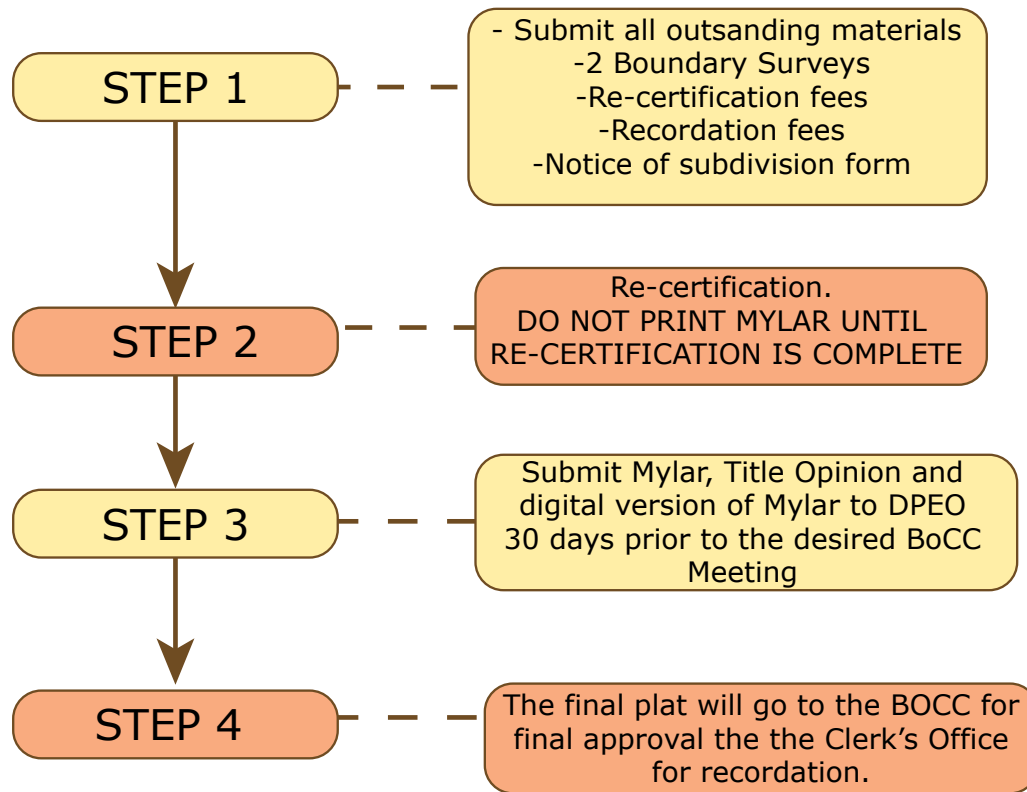 STEP 1
- Submit all outsanding materials
-2 Boundary Surveys
-Re-certification fees
-Recordation fees
-Notice of subdivision form
STEP 2
Re-certification.
DO NOT PRINT MYLAR UNTIL
RE-CERTIFICATION IS COMPLETE
STEP 3
Submit Mylar, Title Opinion and
digital version of Mylar to DPEO
30 days prior to the desired BoCC
Meeting
STEP 4
The final plat will go to the BOCC for
final approval the the Clerk’s Office
for recordation.